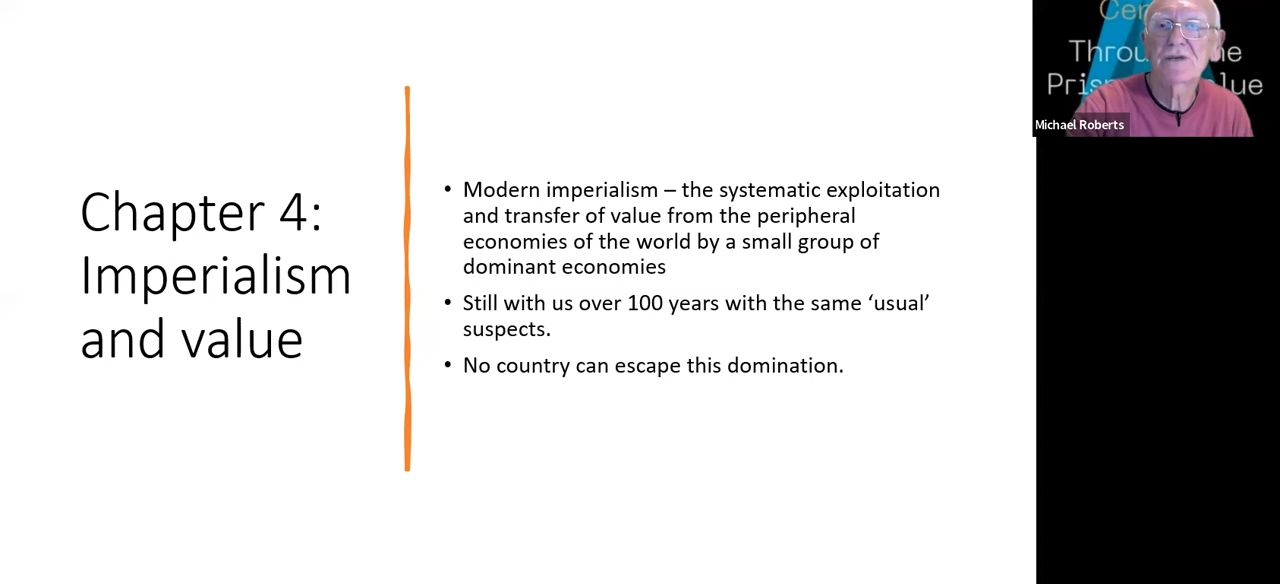 Chapter 4:
Imperialism
and value
• Modern imperialism – the systematic exploitation
and transfer of value from the peripheral
economies of the world by a small group of
dominant economies
• Still with us over 100 years with the same ‘usual’
suspects.
• No country can escape this domination.
Michael Roberts